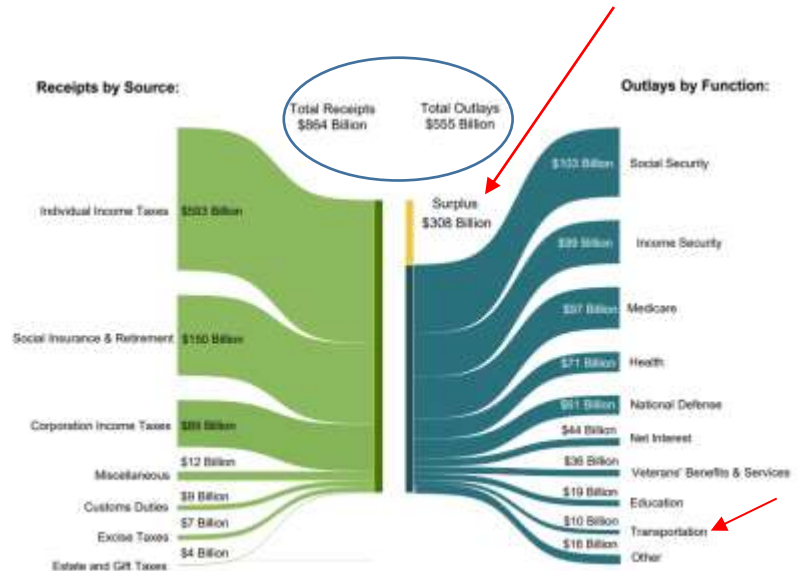 Receipts by Source:
Outlays by Function:
Total Receipts
$864 Billion
Total Outlays
$555 Billion
Surplus
$308 Billion
Individual Income Taxes $593 Billion
Social Insurance & Retirement $150 Billion
Corporation Income Taxes $89 Billion
$12 Billion
Miscellaneous
$9 Billion
Customs Duties
$7 Billion
Excise Taxes
$4 Billion
Estate and Gift Taxes
$103 Billion Social Security
$99 Billion Income Security
$97 Billion Medicare
$71 Billion Health
$61 Billion National Defense
$44 Billion
Net Interest
$36 Billion
Veterans' Benefits & Services
$19 Billion
Education
$10 Billion
Transportation
$16 Billion
Other